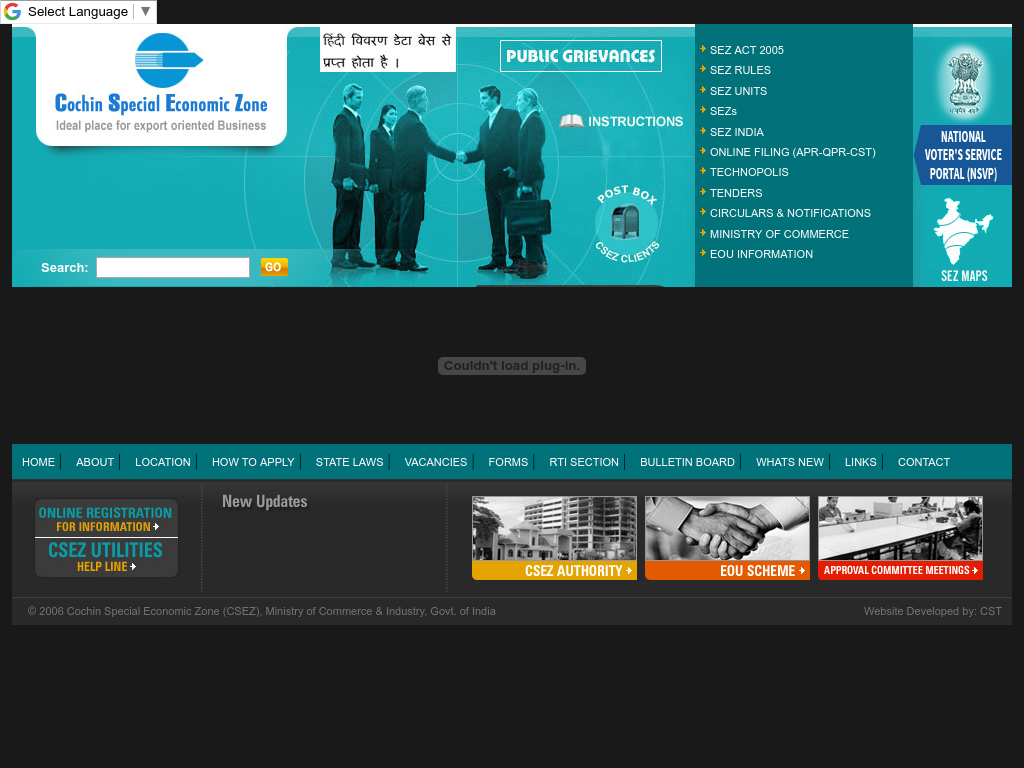 Select Language ▼
हिंदी विवरण डेटा बेस से
प्रप्त होता है ।
PUBLIC GRIEVANCES
Cochin Special Economic Zone
Ideal place for export oriented Business
INSTRUCTIONS
POST BOX
CSEZ CLIENTS
Search:
GO
SEZ ACT 2005
SEZ RULES
SEZ UNITS
SEZs
SEZ INDIA
ONLINE FILING (APR-QPR-CST)
TECHNOPOLIS
TENDERS
CIRCULARS & NOTIFICATIONS
MINISTRY OF COMMERCE
EOU INFORMATION
NATIONAL
VOTER'S SERVICE
PORTAL (NSVP)
SEZ MAPS
Couldn't load plug-in.
HOME ABOUT LOCATION HOW TO APPLY STATE LAWS VACANCIES FORMS RTI SECTION BULLETIN BOARD WHATS NEW LINKS CONTACT
ONLINE REGISTRATION
FOR INFORMATION
CSEZ UTILITIES
HELP LINE
New Updates
CSEZ AUTHORITY
EOU SCHEME
APPROVAL COMMITTEE MEETINGS
© 2006 Cochin Special Economic Zone (CSEZ), Ministry of Commerce & Industry, Govt. of India
Website Developed by: CST